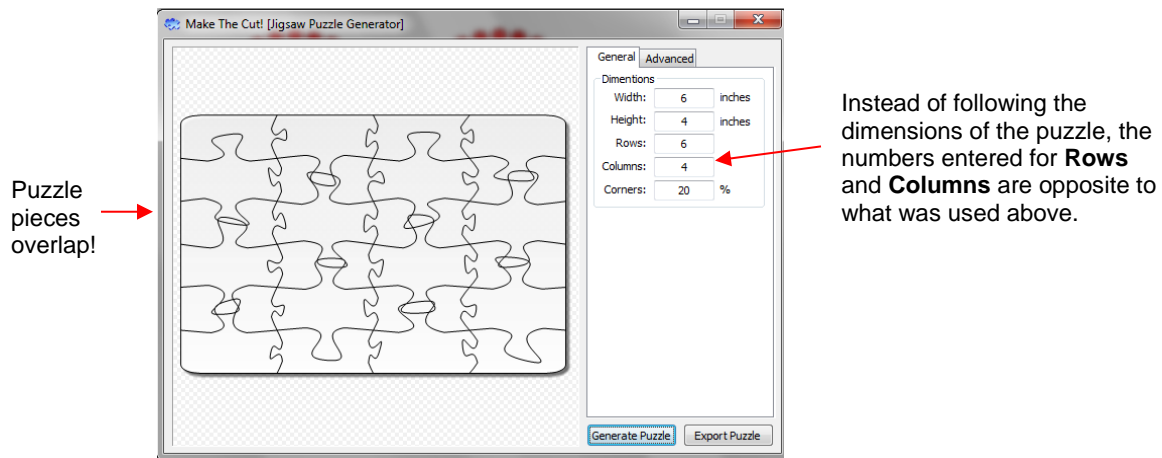 Make The Cut! [Jigsaw Puzzle Generator]
General Advanced
Dimentions
Width: 6 inches
Height: 4 inches
Rows: 6
Columns: 4
Corners: 20 %
Generate Puzzle Export Puzzle
Puzzle
pieces
overlap!
Instead of following the
dimensions of the puzzle, the
numbers entered for Rows
and Columns are opposite to
what was used above.